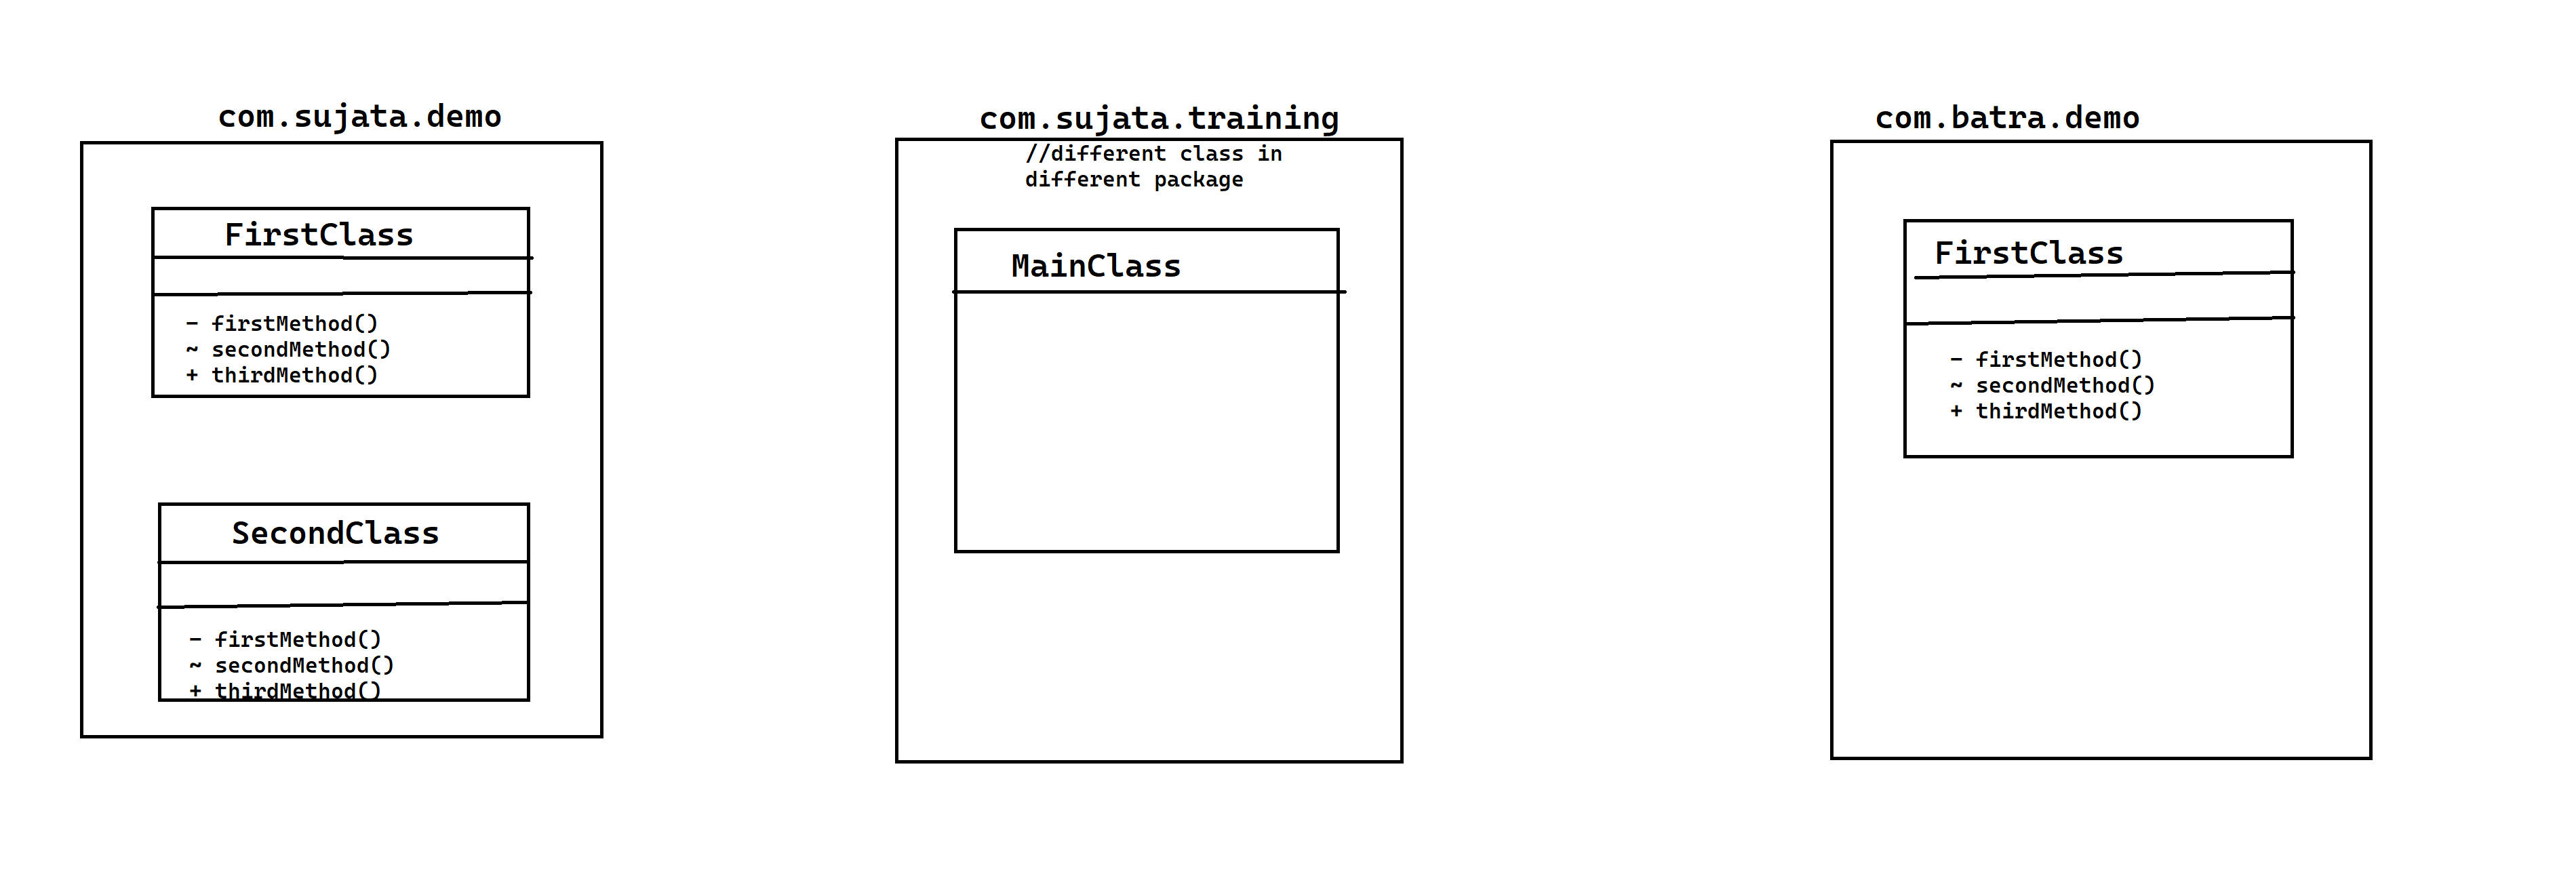 com.sujata.demo
FirstClass
- firstMethod()
~ secondMethod()
+ thirdMethod()
SecondClass
- firstMethod()
~ secondMethod()
+ thirdMethod()
com.sujata.training
//different class in
different package
MainClass
com.batra.demo
FirstClass
- firstMethod()
~ secondMethod()
+ thirdMethod()